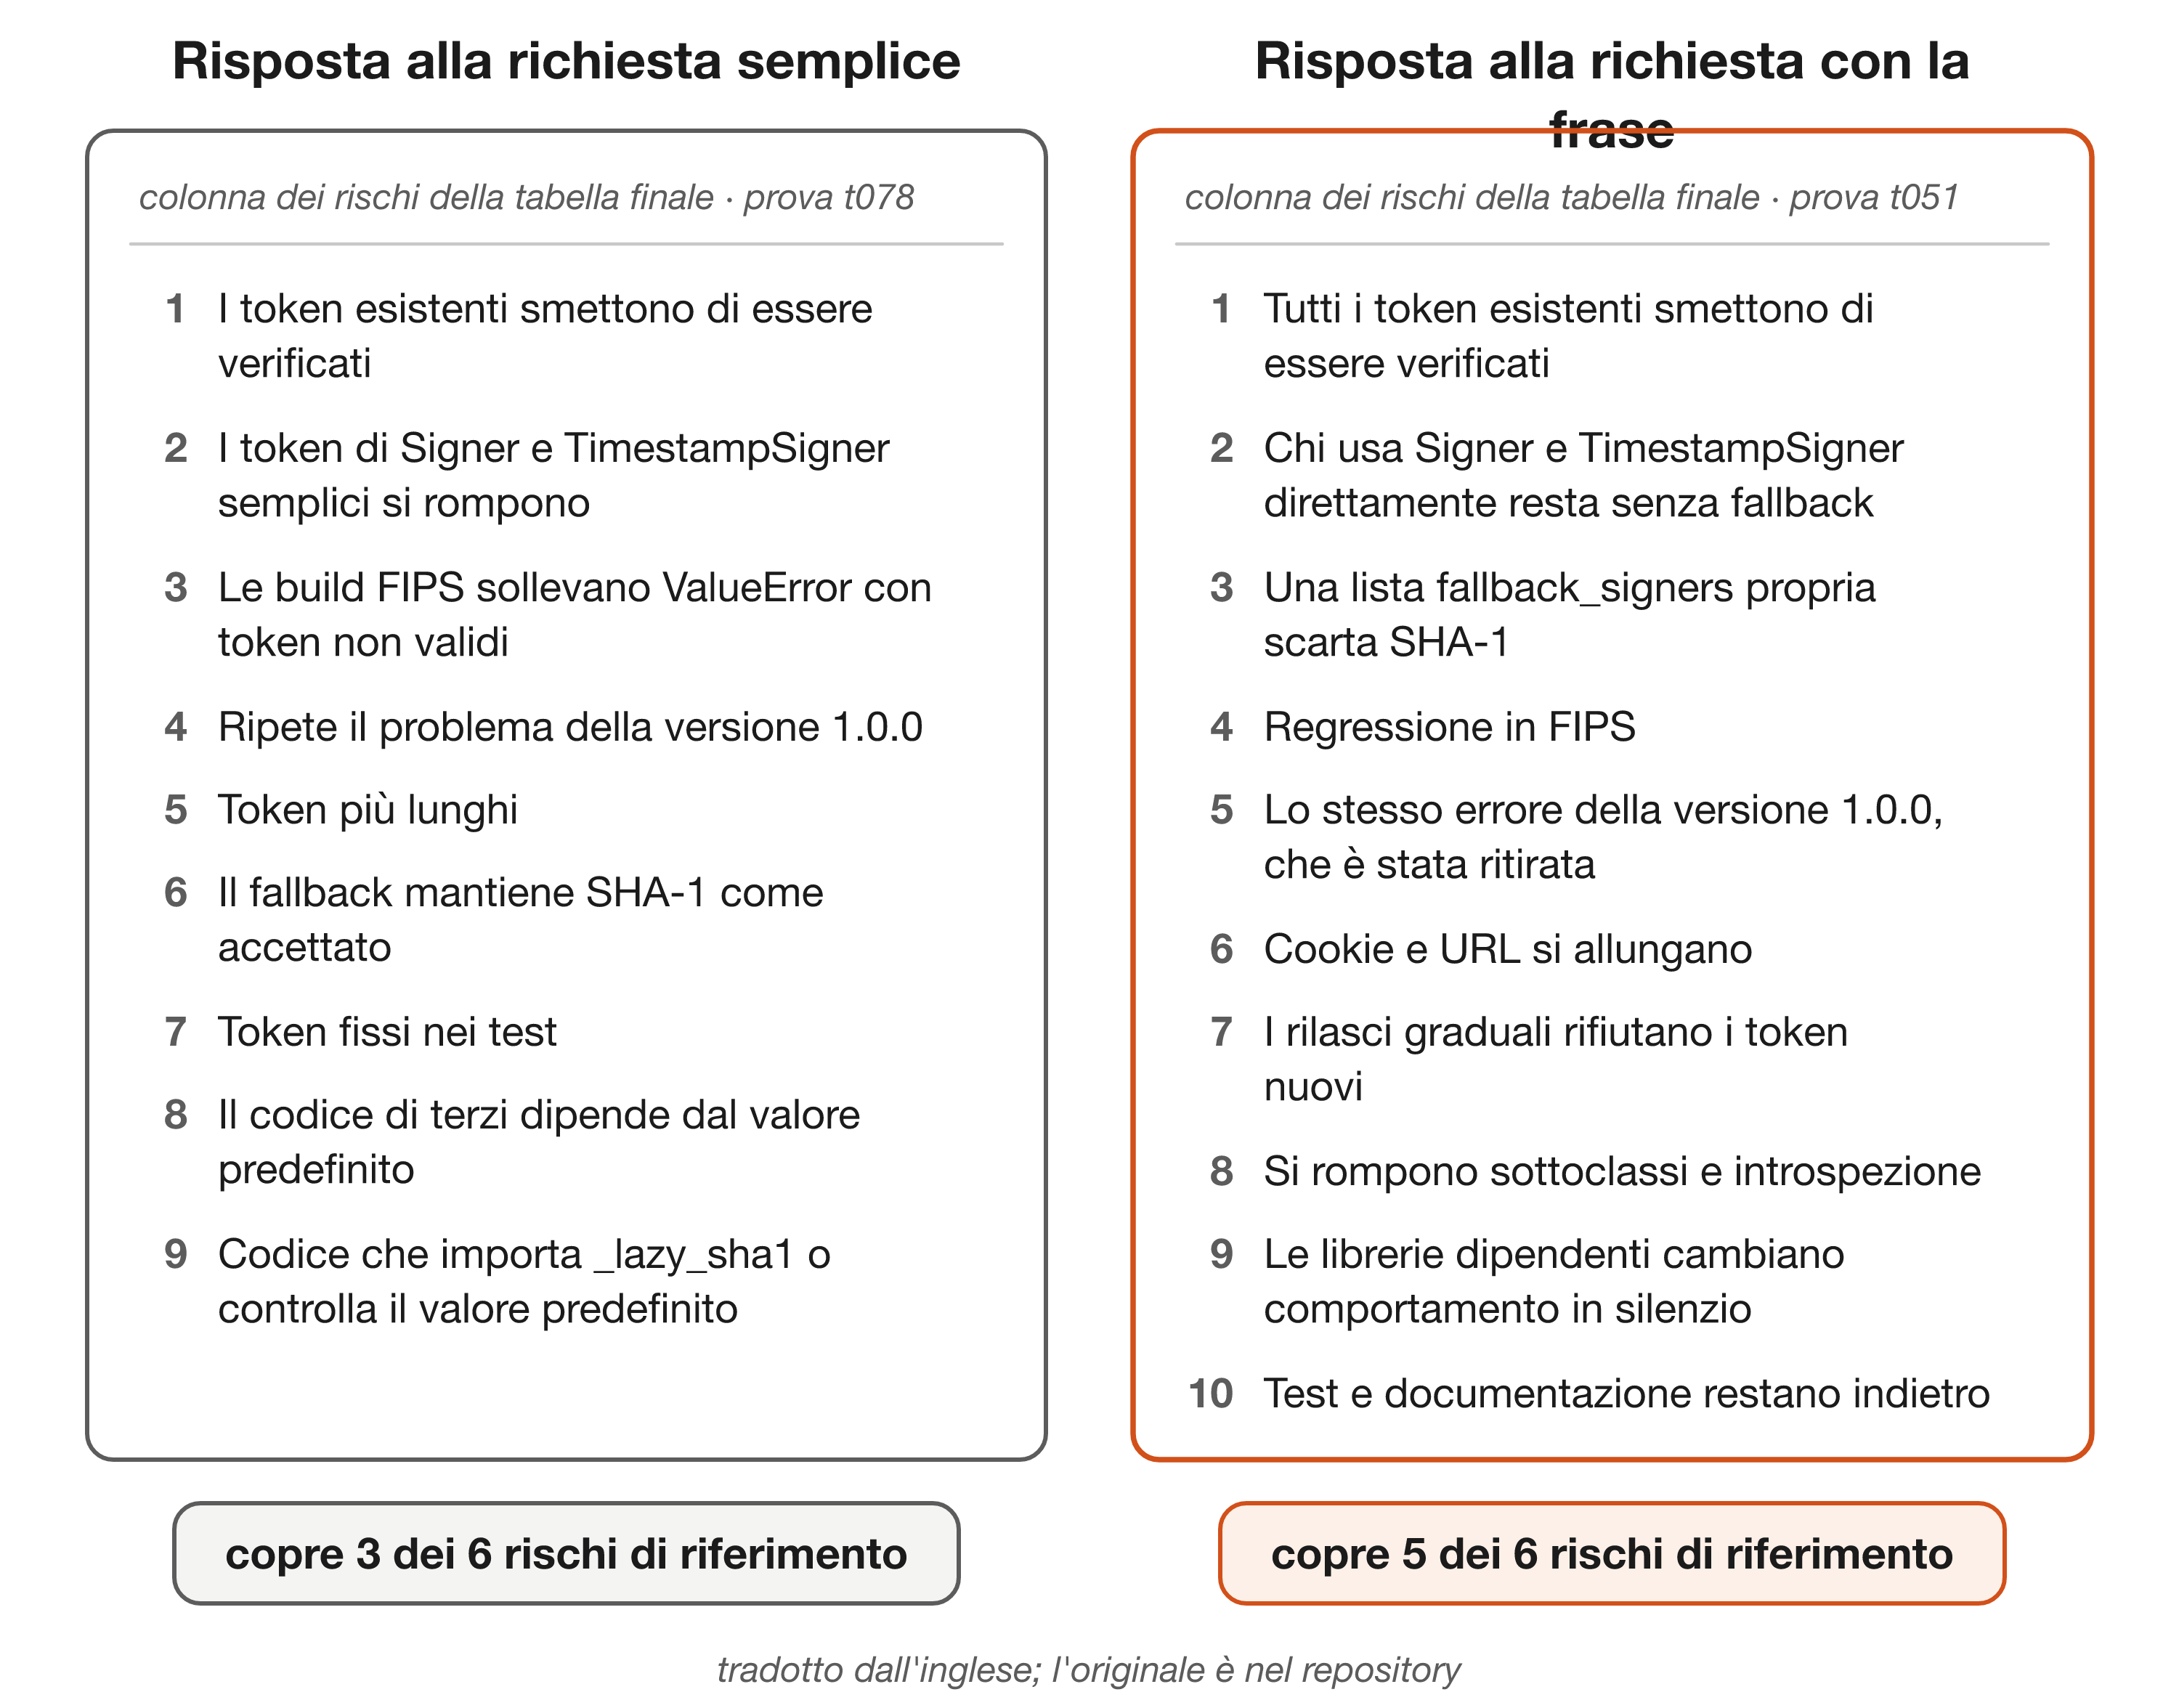 Risposta alla richiesta semplice
colonna dei rischi della tabella finale · prova t078
1 I token esistenti smettono di essere
verificati
2 I token di Signer e TimestampSigner
semplici si rompono
3 Le build FIPS sollevano ValueError con
token non validi
4 Ripete il problema della versione 1.0.0
5 Token più lunghi
6 Il fallback mantiene SHA-1 come
accettato
7 Token fissi nei test
8 Il codice di terzi dipende dal valore
predefinito
9 Codice che importa _lazy_sha1 o
controlla il valore predefinito
copre 3 dei 6 rischi di riferimento
Risposta alla richiesta con la
frase
colonna dei rischi della tabella finale · prova t051
1 Tutti i token esistenti smettono di
essere verificati
2 Chi usa Signer e TimestampSigner
direttamente resta senza fallback
3 Una lista fallback_signers propria
scarta SHA-1
4 Regressione in FIPS
5 Lo stesso errore della versione 1.0.0,
che è stata ritirata
6 Cookie e URL si allungano
7 I rilasci graduali rifiutano i token
nuovi
8 Si rompono sottoclassi e introspezione
9 Le librerie dipendenti cambiano
comportamento in silenzio
10 Test e documentazione restano indietro
copre 5 dei 6 rischi di riferimento
tradotto dall'inglese; l'originale è nel repository